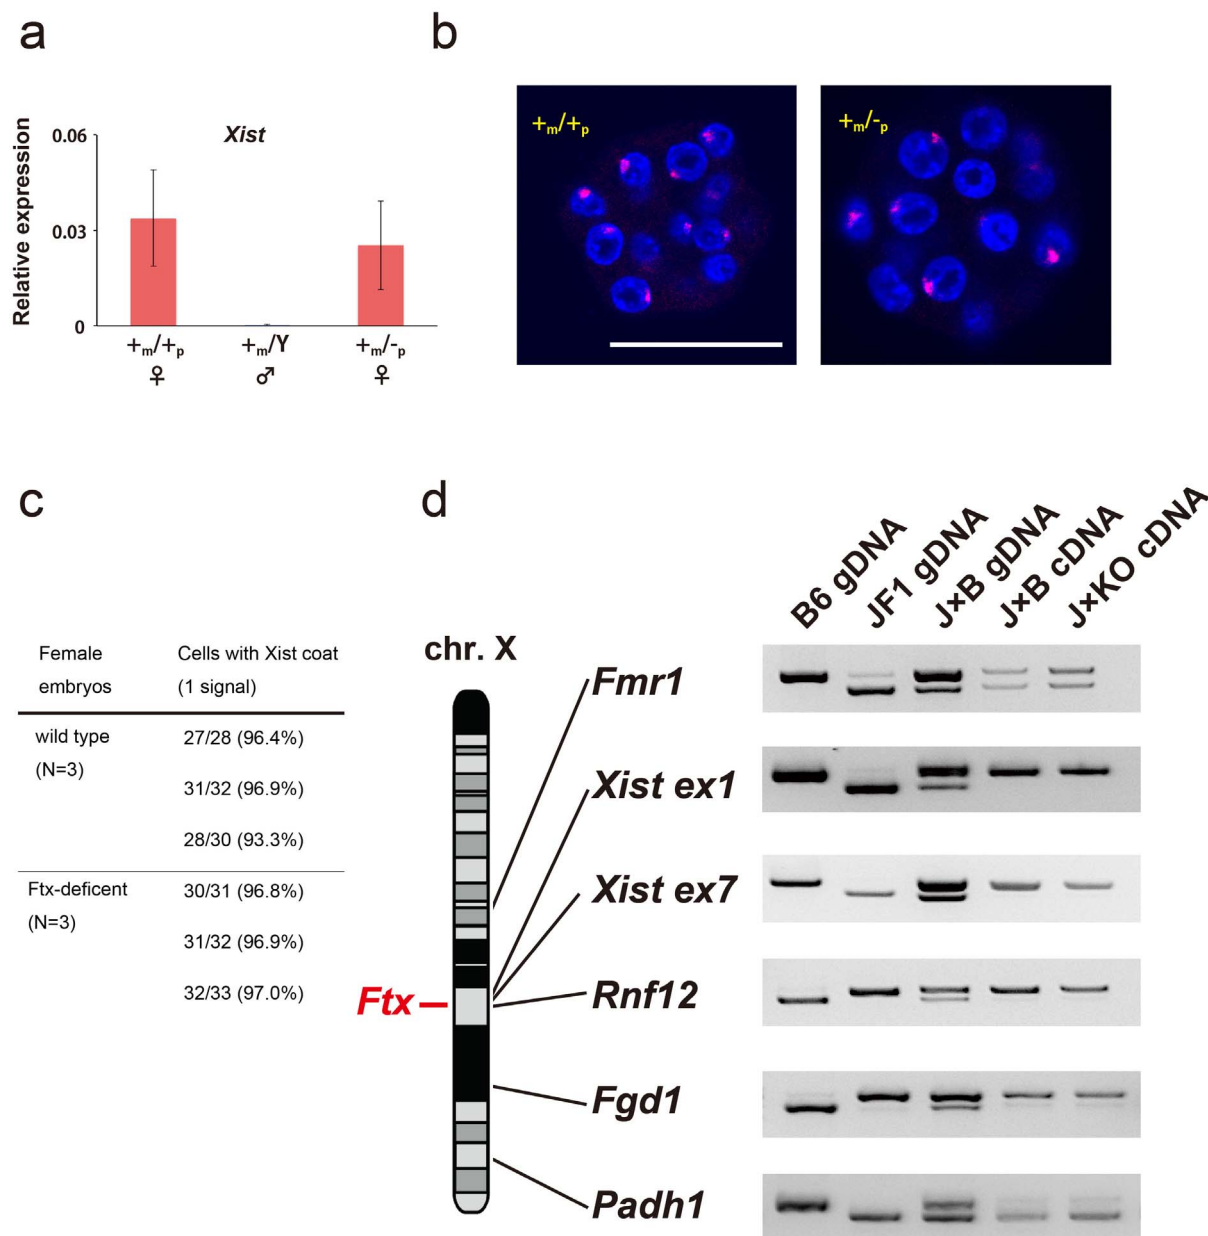 a
b
Xist
Relative expression
0.06
0.03
0
+m/+p
+m/Y
+m/-p
♀
♂
♀
+m/+p
+m/-p
c
Female embryos
Cells with Xist coat (1 signal)
wild type (N=3)
27/28 (96.4%)
31/32 (96.9%)
28/30 (93.3%)
Ftx-deficent (N=3)
30/31 (96.8%)
31/32 (96.9%)
32/33 (97.0%)
d
B6 gDNA
JF1 gDNA
J×B gDNA
J×B cDNA
J×KO cDNA
chr. X
Ftx
Fmr1
Xist ex1
Xist ex7
Rnf12
Fgd1
Padh1